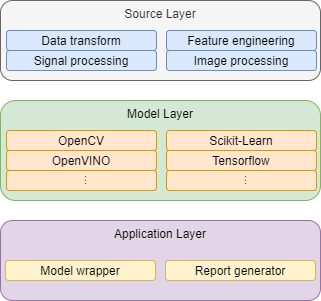 Source Layer
Data transform
Feature engineering
Signal processing
Image processing
Model Layer
OpenCV
Scikit-Learn
OpenVINO
Tensorflow
⋮
⋮
Application Layer
Model wrapper
Report generator